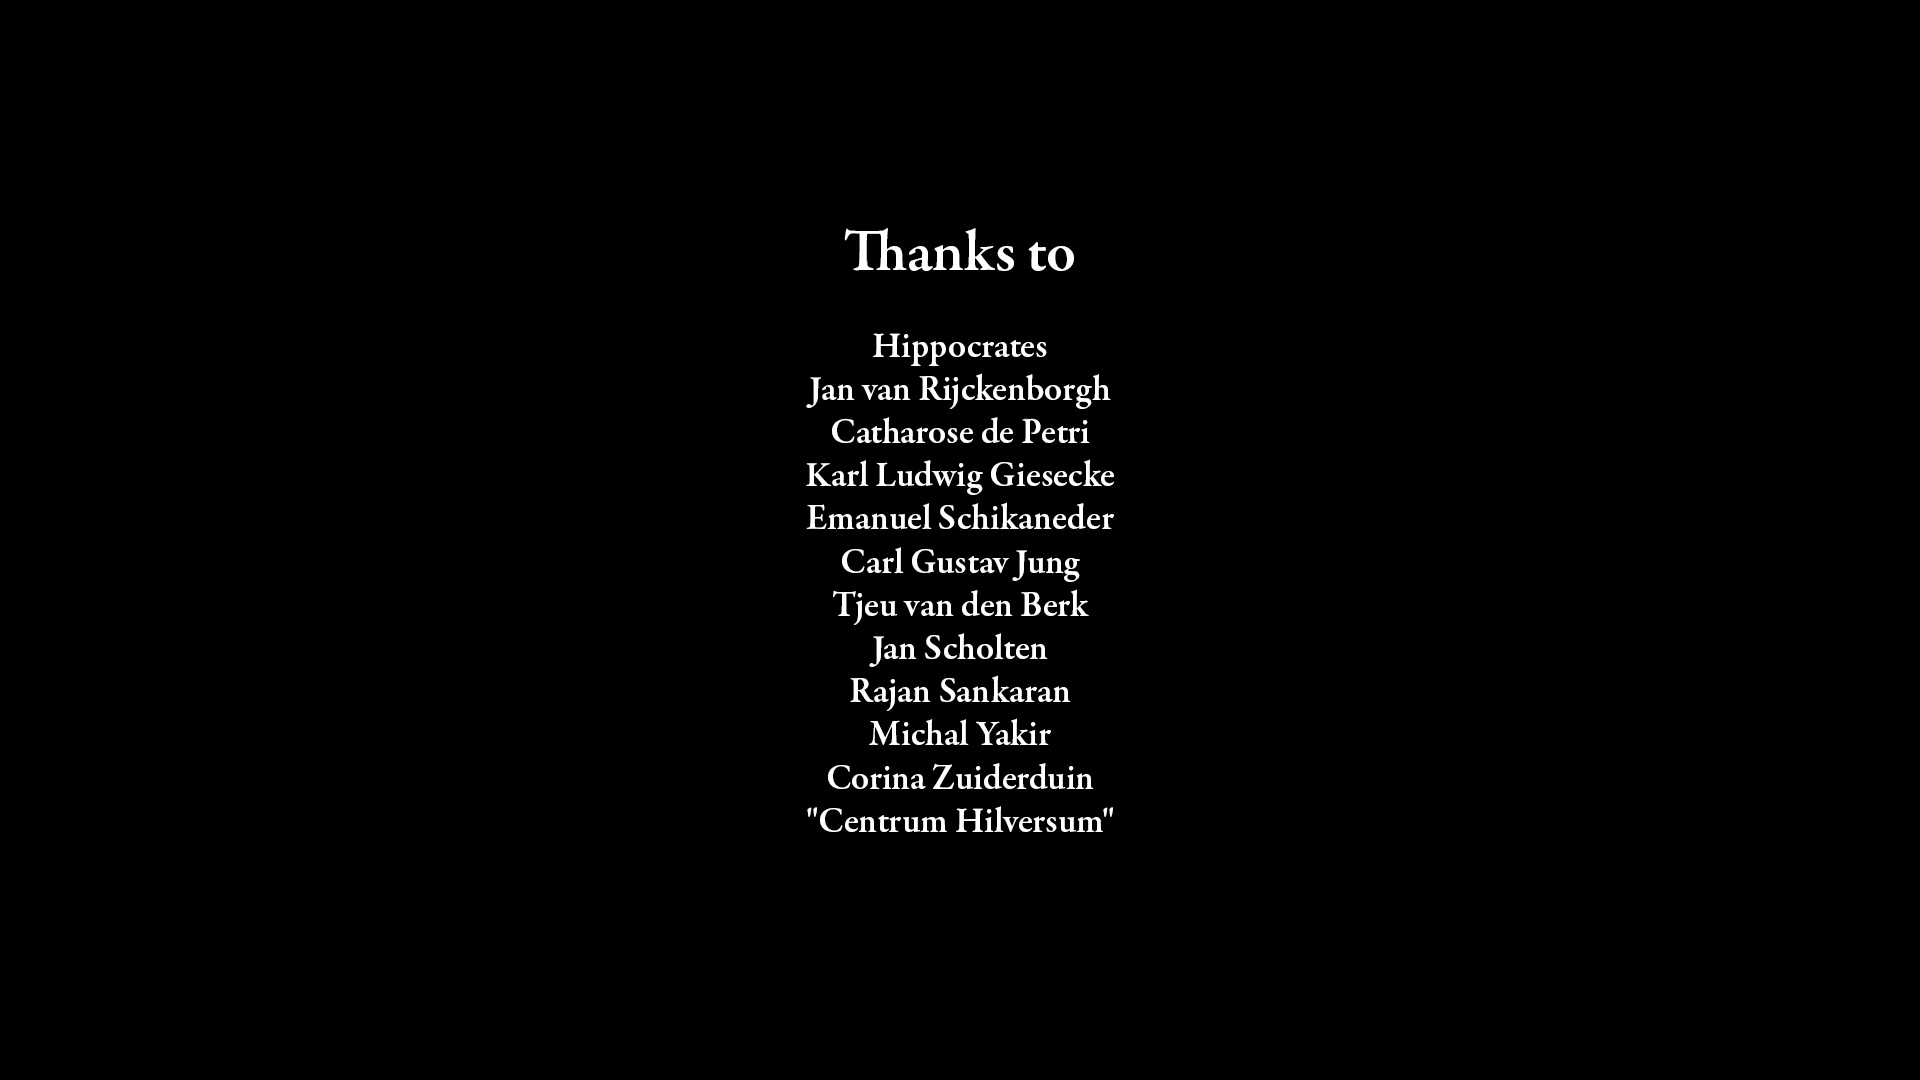 Thanks to
Hippocrates
Jan van Rijckenborgh
Catharose de Petri
Karl Ludwig Giesecke
Emanuel Schikaneder
Carl Gustav Jung
Tjeu van den Berk
Jan Scholten
Rajan Sankaran
Michal Yakir
Corina Zuiderduin
"Centrum Hilversum"